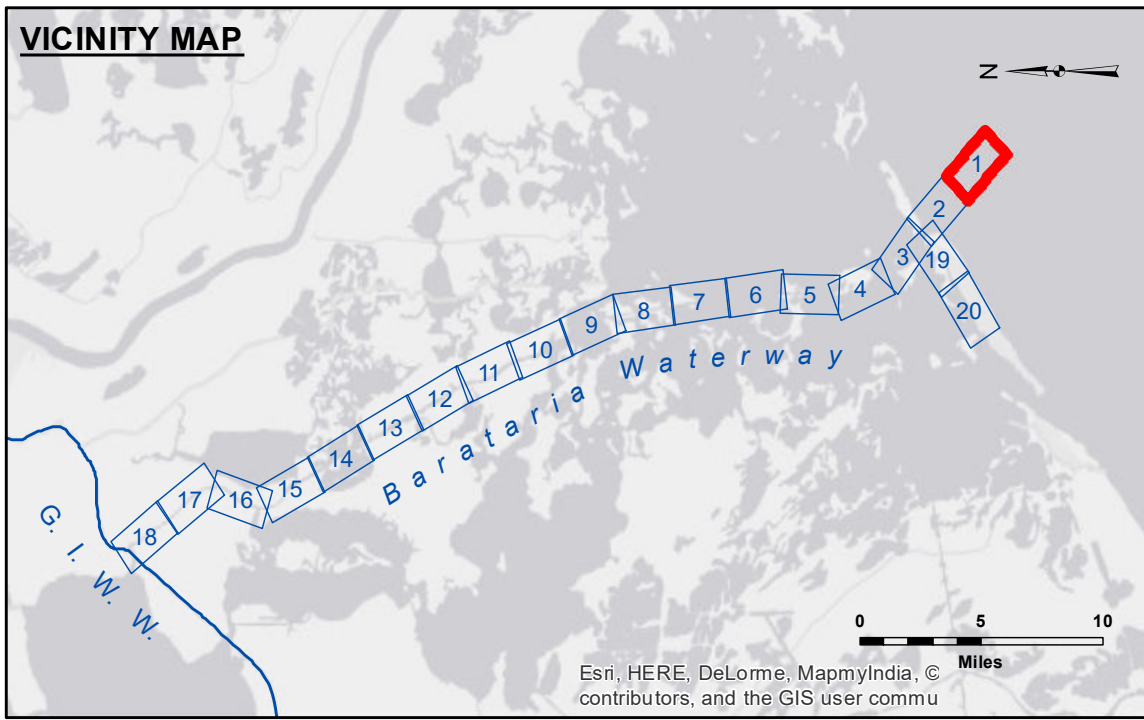 VICINITY MAP
N
1
2
3
19
4
5
6
7
8
20
9
10
11
12
13
14
15
16
17
18
Barataria Waterway
G. I. W. W.
0 5 10
Miles
Esri, HERE, DeLorme, MapmyIndia, ©
contributors, and the GIS user commu